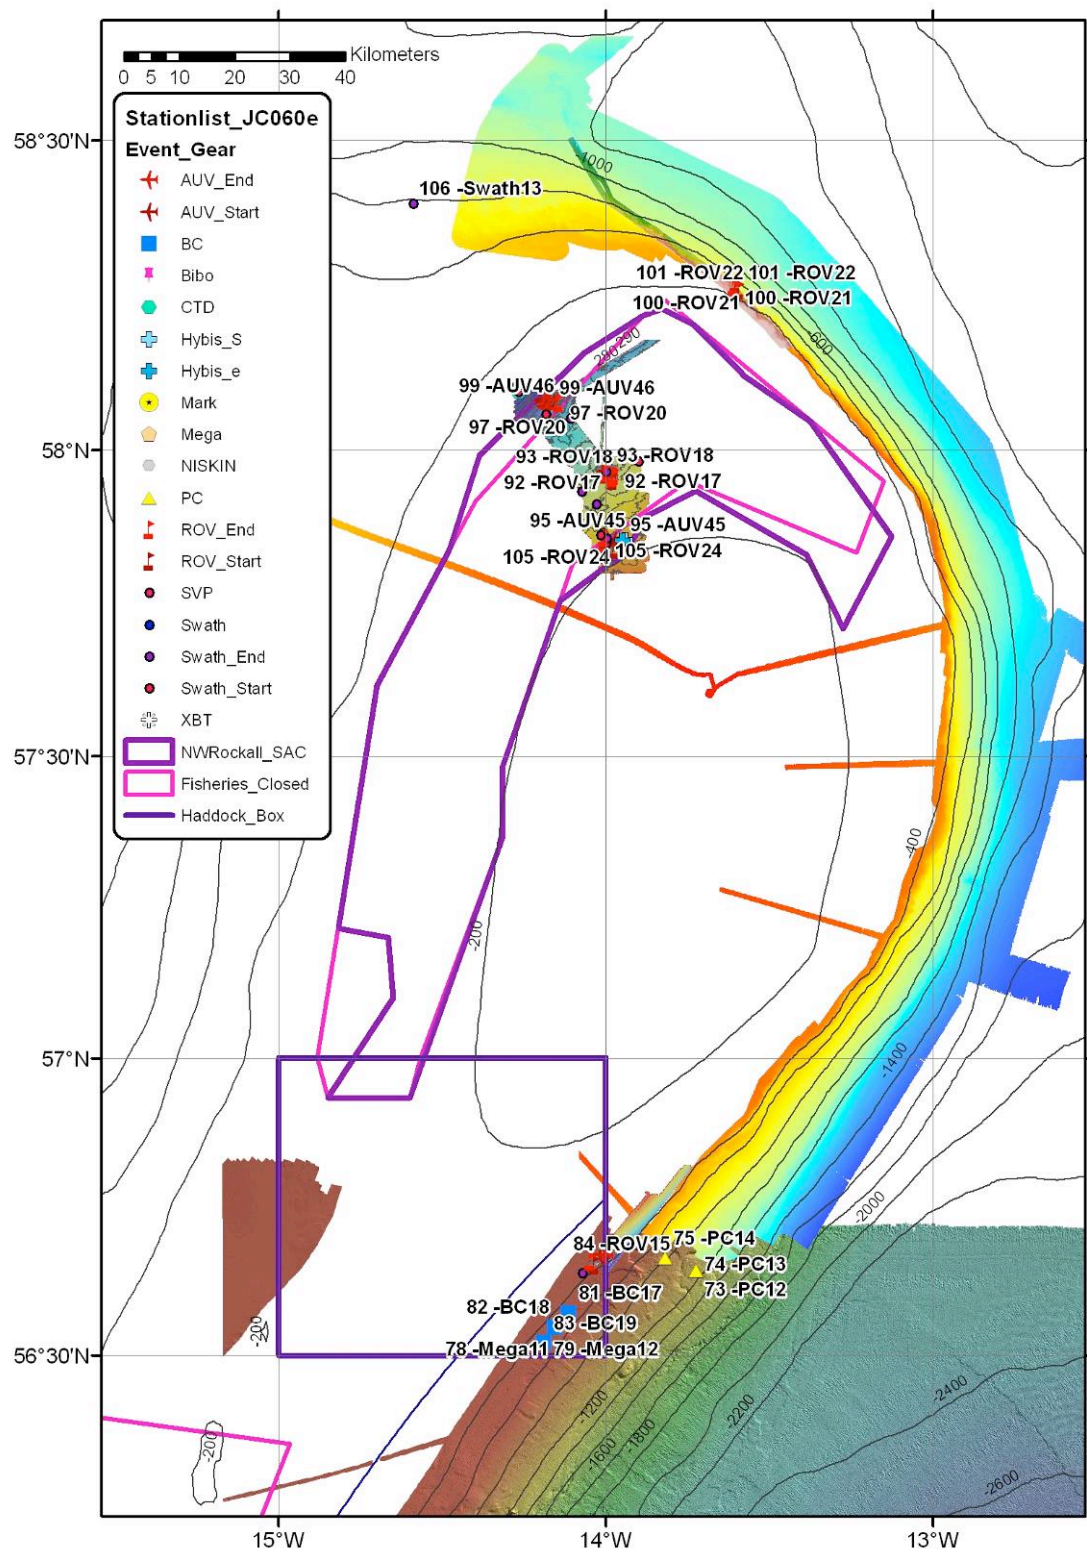 Kilometers
0 5 10 20 30 40
Stationlist_JC060e
Event_Gear
AUV_End
AUV_Start
BC
Bibo
CTD
Hybis_S
Hybis_e
Mark
Mega
NISKIN
PC
ROV_End
ROV_Start
SVP
Swath
Swath_End
Swath_Start
XBT
NWRockall_SAC
Fisheries_Closed
Haddock_Box
58°30'N
58°N
57°30'N
57°N
56°30'N
15°W
14°W
13°W
-1000
106 -Swath13
101 -ROV22
101 -ROV22
100 -ROV21
100 -ROV21
-600
280
-290
99 -AUV46
99 -AUV46
97 -ROV20
97 -ROV20
93 -ROV18
93 -ROV18
92 -ROV17
92 -ROV17
95 -AUV45
95 -AUV45
105 -ROV24
105 -ROV24
-400
-200
-1400
-2000
84 -ROV15
75 -PC14
74 -PC13
73 -PC12
81 -BC17
82 -BC18
83 -BC19
78 -Mega11
79 -Mega12
-200
-1200
-1600
-1800
-2200
-2400
-2600
-200